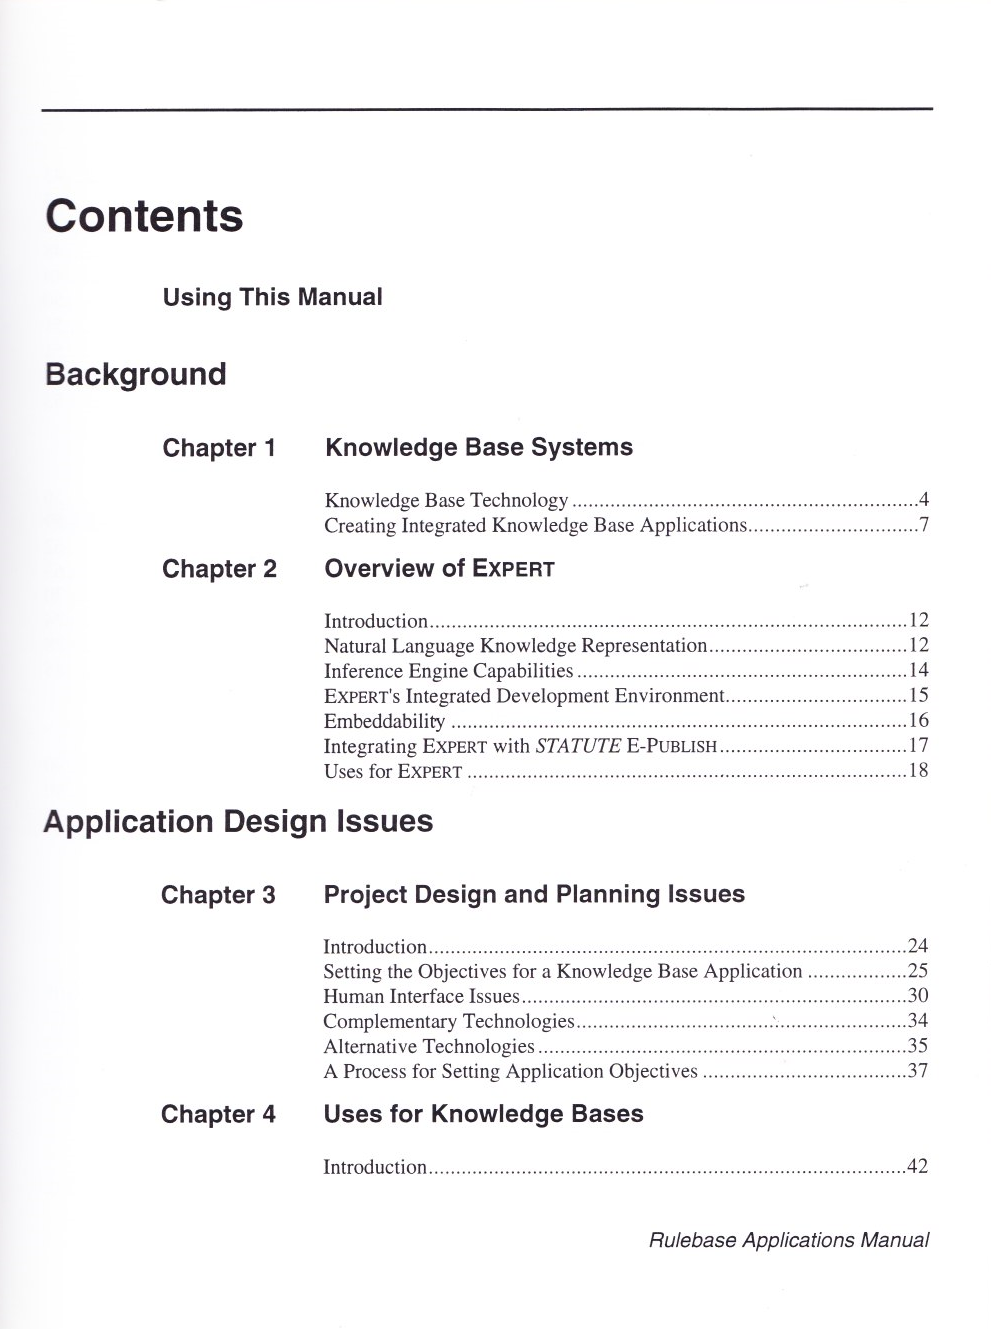 Contents
Using This Manual
Background
Chapter 1 Knowledge Base Systems
Knowledge Base Technology ................................................................4
Creating Integrated Knowledge Base Applications...............................7
Chapter 2 Overview of EXPERT
Introduction........................................................................................12
Natural Language Knowledge Representation....................................12
Inference Engine Capabilities ............................................................14
EXPERT's Integrated Development Environment.................................15
Embeddability ...................................................................................16
Integrating EXPERT with STATUTE E-PUBLISH..................................17
Uses for EXPERT ................................................................................18
Application Design Issues
Chapter 3 Project Design and Planning Issues
Introduction........................................................................................24
Setting the Objectives for a Knowledge Base Application ..................25
Human Interface Issues.......................................................................30
Complementary Technologies.............................................................34
Alternative Technologies ...................................................................35
A Process for Setting Application Objectives .....................................37
Chapter 4 Uses for Knowledge Bases
Introduction........................................................................................42
Rulebase Applications Manual